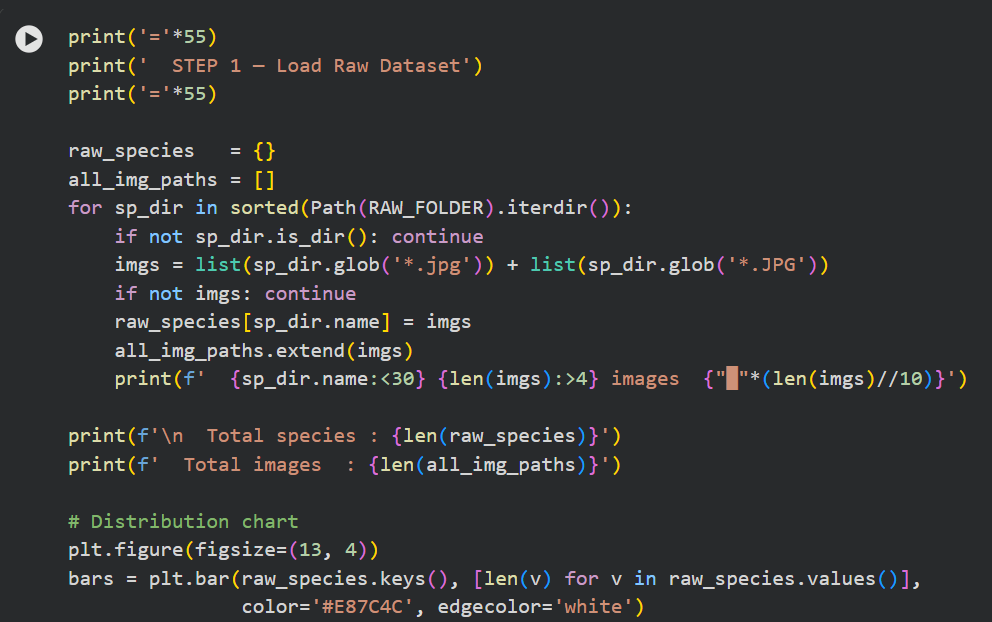 print('='*55)
print('  STEP 1 — Load Raw Dataset')
print('='*55)

raw_species   = {}
all_img_paths = []
for sp_dir in sorted(Path(RAW_FOLDER).iterdir()):
    if not sp_dir.is_dir(): continue
    imgs = list(sp_dir.glob('*.jpg')) + list(sp_dir.glob('*.JPG'))
    if not imgs: continue
    raw_species[sp_dir.name] = imgs
    all_img_paths.extend(imgs)
    print(f'  {sp_dir.name:<30} {len(imgs):>4} images  {"█"*(len(imgs)//10)}')

print(f'\n  Total species : {len(raw_species)}')
print(f'  Total images  : {len(all_img_paths)}')

# Distribution chart
plt.figure(figsize=(13, 4))
bars = plt.bar(raw_species.keys(), [len(v) for v in raw_species.values()],
               color='#E87C4C', edgecolor='white')